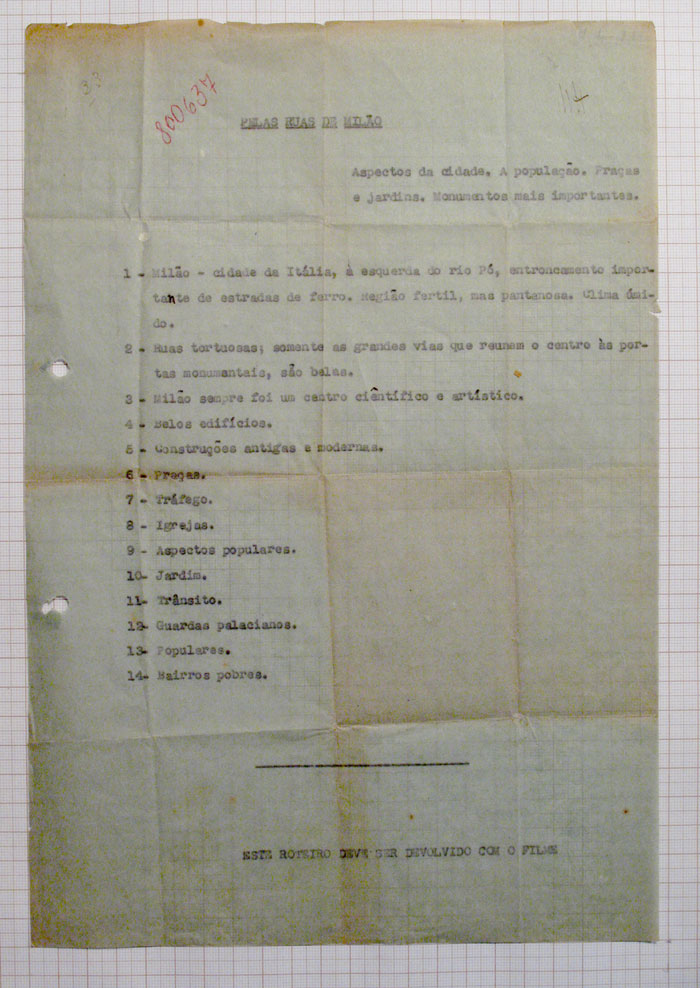 33
800637
PELAS RUAS DE MILÃO
Aspectos da cidade. A população. Praças
e jardins. Monumentos mais importantes.
1 - Milão - cidade da Itália, à esquerda do rio Pó, entroncamento impor-
tante de estradas de ferro. Região fertil, mas pantanosa. Clima úmi-
do.
2 - Ruas tortuosas; somente as grandes vias que reunem o centro às por-
tas monumentais, são belas.
3 - Milão sempre foi um centro científico e artístico.
4 - Belos edifícios.
5 - Construções antigas e modernas.
6 - Praças.
7 - Tráfego.
8 - Igrejas.
9 - Aspectos populares.
10- Jardim.
11- Trânsito.
12- Guardas palacianos.
13- Populares.
14- Bairros pobres.
ESTE ROTEIRO DEVE SER DEVOLVIDO COM O FILME